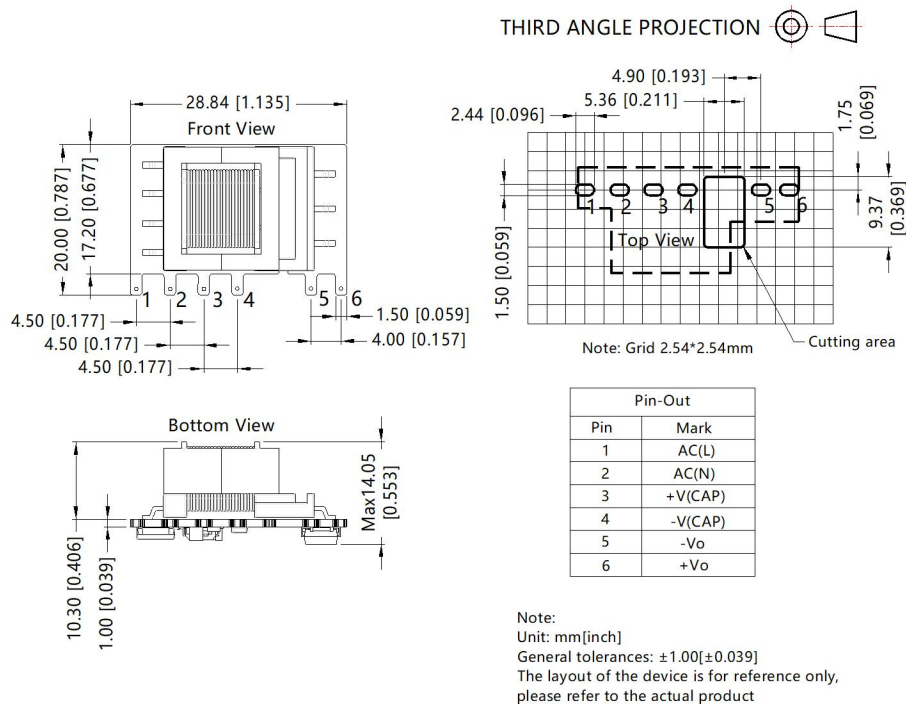 THIRD ANGLE PROJECTION
28.84 [1.135]
Front View
20.00 [0.787]
17.20 [0.677]
1 2 3 4 5 6
4.50 [0.177]
4.50 [0.177]
4.50 [0.177]
1.50 [0.059]
4.00 [0.157]
4.90 [0.193]
5.36 [0.211]
2.44 [0.096]
1.75
[0.069]
1 2 3 4 5 6
Top View
9.37
[0.369]
1.50 [0.059]
Note: Grid 2.54*2.54mm
Cutting area
Bottom View
10.30 [0.406]
1.00 [0.039]
Max14.05
[0.553]
Pin-Out
Pin Mark
1 AC(L)
2 AC(N)
3 +V(CAP)
4 -V(CAP)
5 -Vo
6 +Vo
Note:
Unit: mm[inch]
General tolerances: ±1.00[±0.039]
The layout of the device is for reference only,
please refer to the actual product